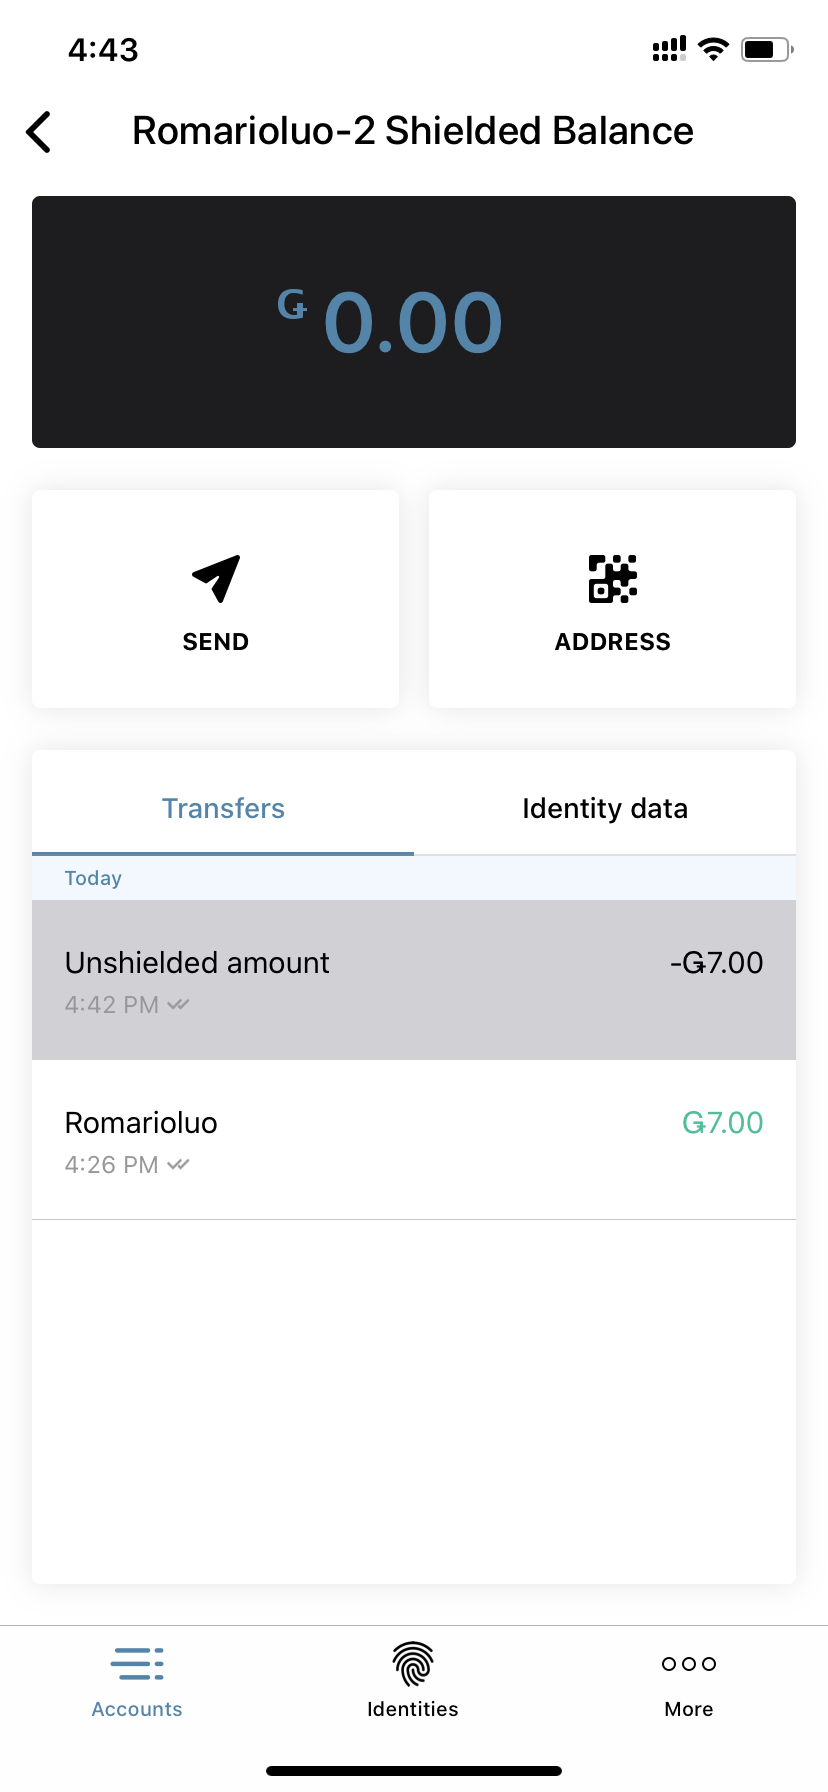 4:43
Romarioluo-2 Shielded Balance
Ǥ 0.00
SEND
ADDRESS
Transfers
Identity data
Today
Unshielded amount
-Ǥ7.00
4:42 PM
Romarioluo
Ǥ7.00
4:26 PM
Accounts
Identities
More